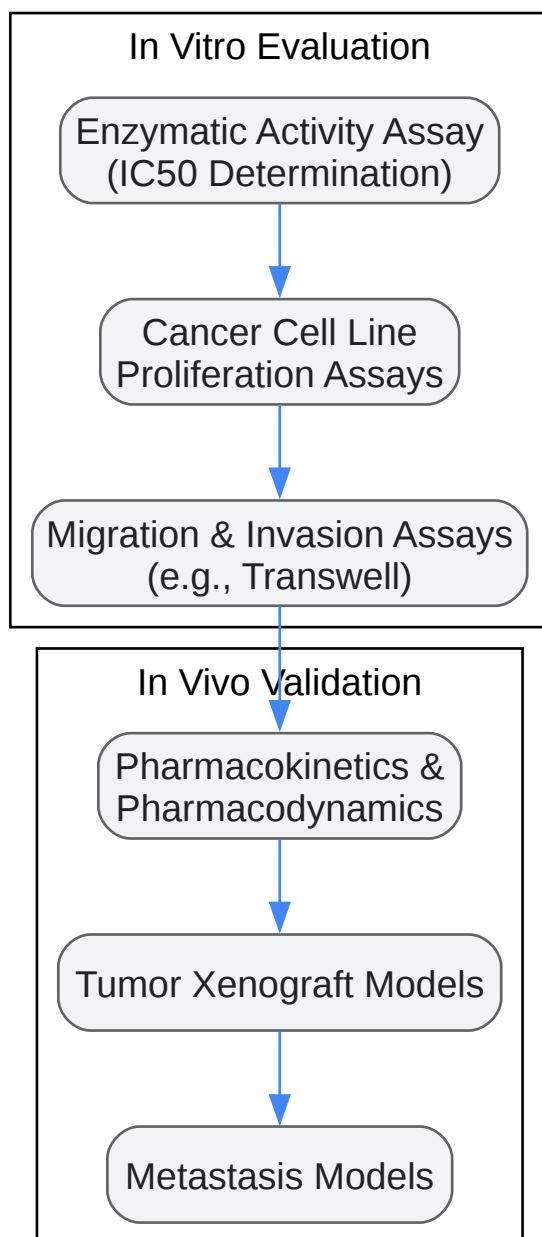 In Vitro Evaluation
Enzymatic Activity Assay
(IC50 Determination)
Cancer Cell Line
Proliferation Assays
Migration & Invasion Assays
(e.g., Transwell)
In Vivo Validation
Pharmacokinetics &
Pharmacodynamics
Tumor Xenograft Models
Metastasis Models